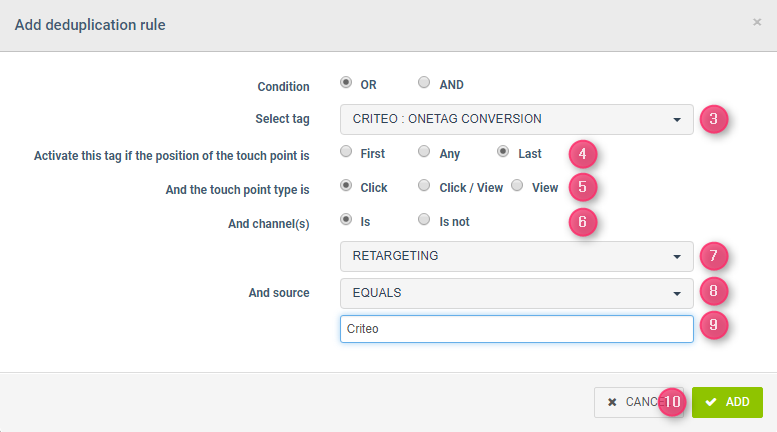 Add deduplication rule ×
Condition OR AND
Select tag CRITEO : ONETAG CONVERSION 3
Activate this tag if the position of the touch point is First Any Last 4
And the touch point type is Click Click / View View 5
And channel(s) Is Is not 6
RETARGETING 7
And source EQUALS 8
Criteo 9
CANCE 10 ADD